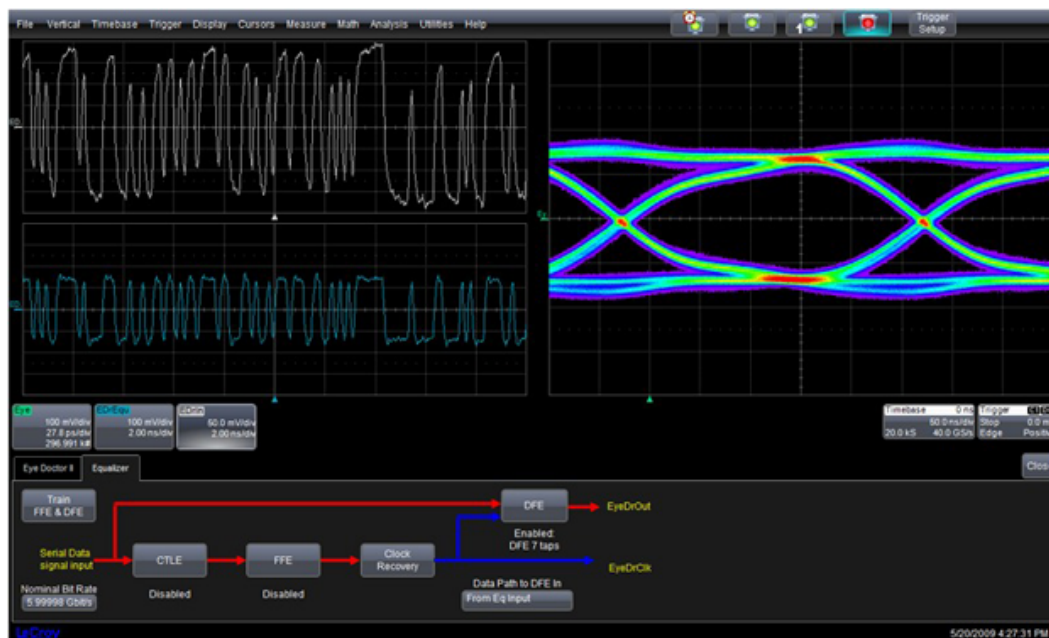 File Vertical Timebase Trigger Display Cursors Measure Math Analysis Utilities Help
1
Trigger
Setup
Eye
100 mV/div
27.8 ps/div
296.991 k#
EDrEqu
100 mV/div
2.00 ns/div
EDrIn
50.0 mV/div
2.00 ns/div
Timebase 0 ns
50.0 ns/div
20.0 kS 40.0 GS/s
Trigger
Stop 0.0 m
Edge Positiv
Eye Doctor II
Equalizer
Close
Train
FFE & DFE
DFE
EyeDrOut
Enabled:
DFE 7 taps
Serial Data
signal input
CTLE
FFE
Clock
Recovery
EyeDrClk
Disabled
Disabled
Data Path to DFE In
From Eq Input
Nominal Bit Rate
5.99998 Gbit/s
LeCroy
5/20/2009 4:27:31 PM